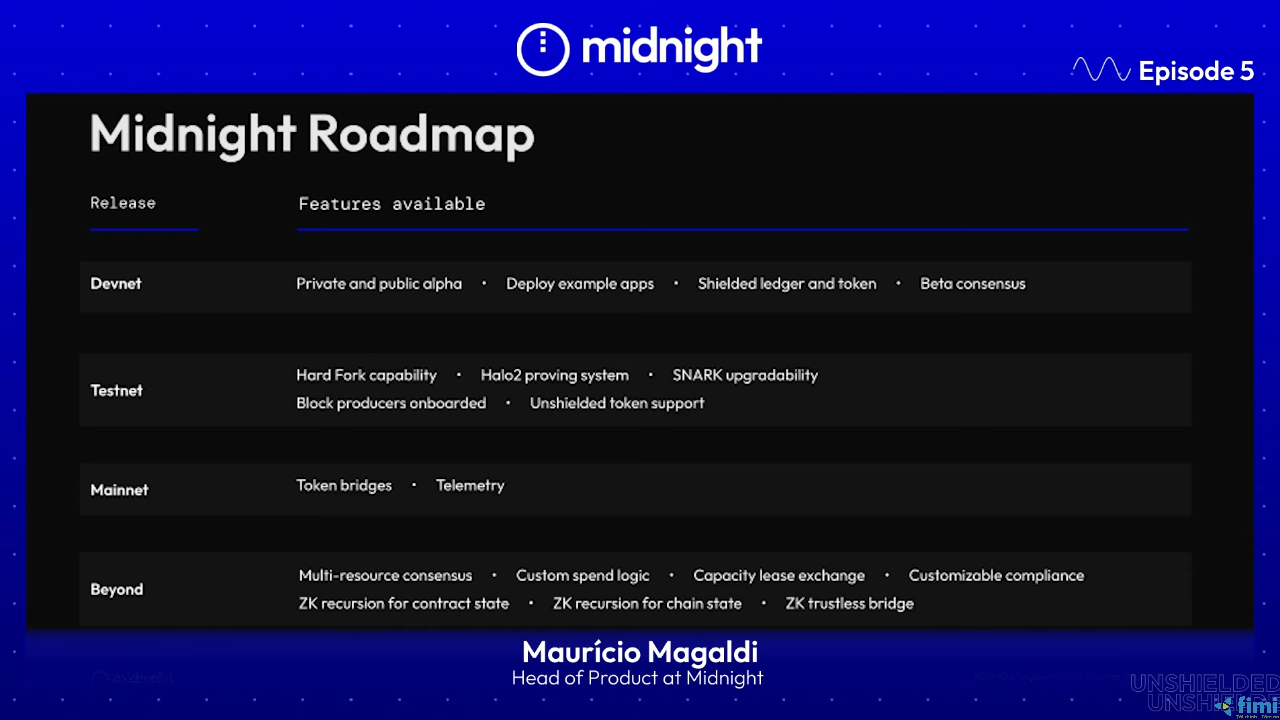 midnight
Episode 5
Midnight Roadmap
Release
Features available
Devnet
Private and public alpha • Deploy example apps • Shielded ledger and token • Beta consensus
Testnet
Hard Fork capability • Halo2 proving system • SNARK upgradability
Block producers onboarded • Unshielded token support
Mainnet
Token bridges • Telemetry
Beyond
Multi-resource consensus • Custom spend logic • Capacity lease exchange • Customizable compliance
ZK recursion for contract state • ZK recursion for chain state • ZK trustless bridge
Maurício Magaldi
Head of Product at Midnight
UNSHIELDED
UNSHIELDED
fimi